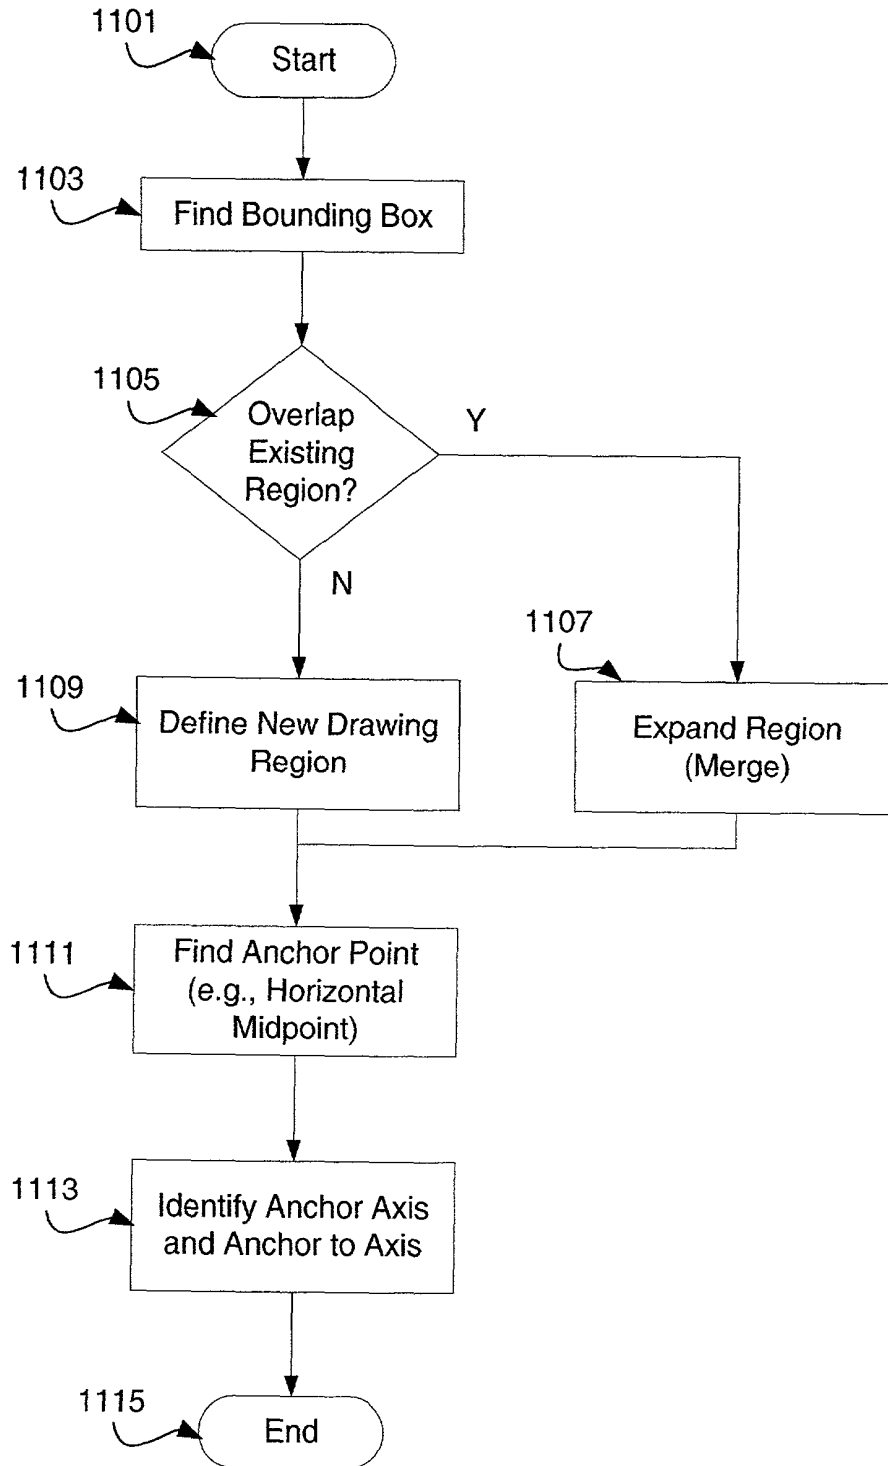 1101
Start
1103
Find Bounding Box
1105
Overlap
Existing
Region?
Y
N
1107
1109
Define New Drawing
Region
Expand Region
(Merge)
1111
Find Anchor Point
(e.g., Horizontal
Midpoint)
1113
Identify Anchor Axis
and Anchor to Axis
1115
End